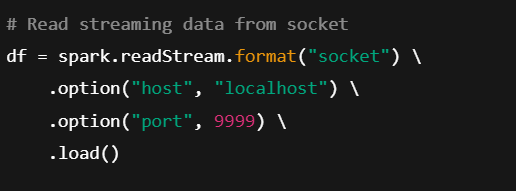 # Read streaming data from socket
df = spark.readStream.format("socket") \
    .option("host", "localhost") \
    .option("port", 9999) \
    .load()